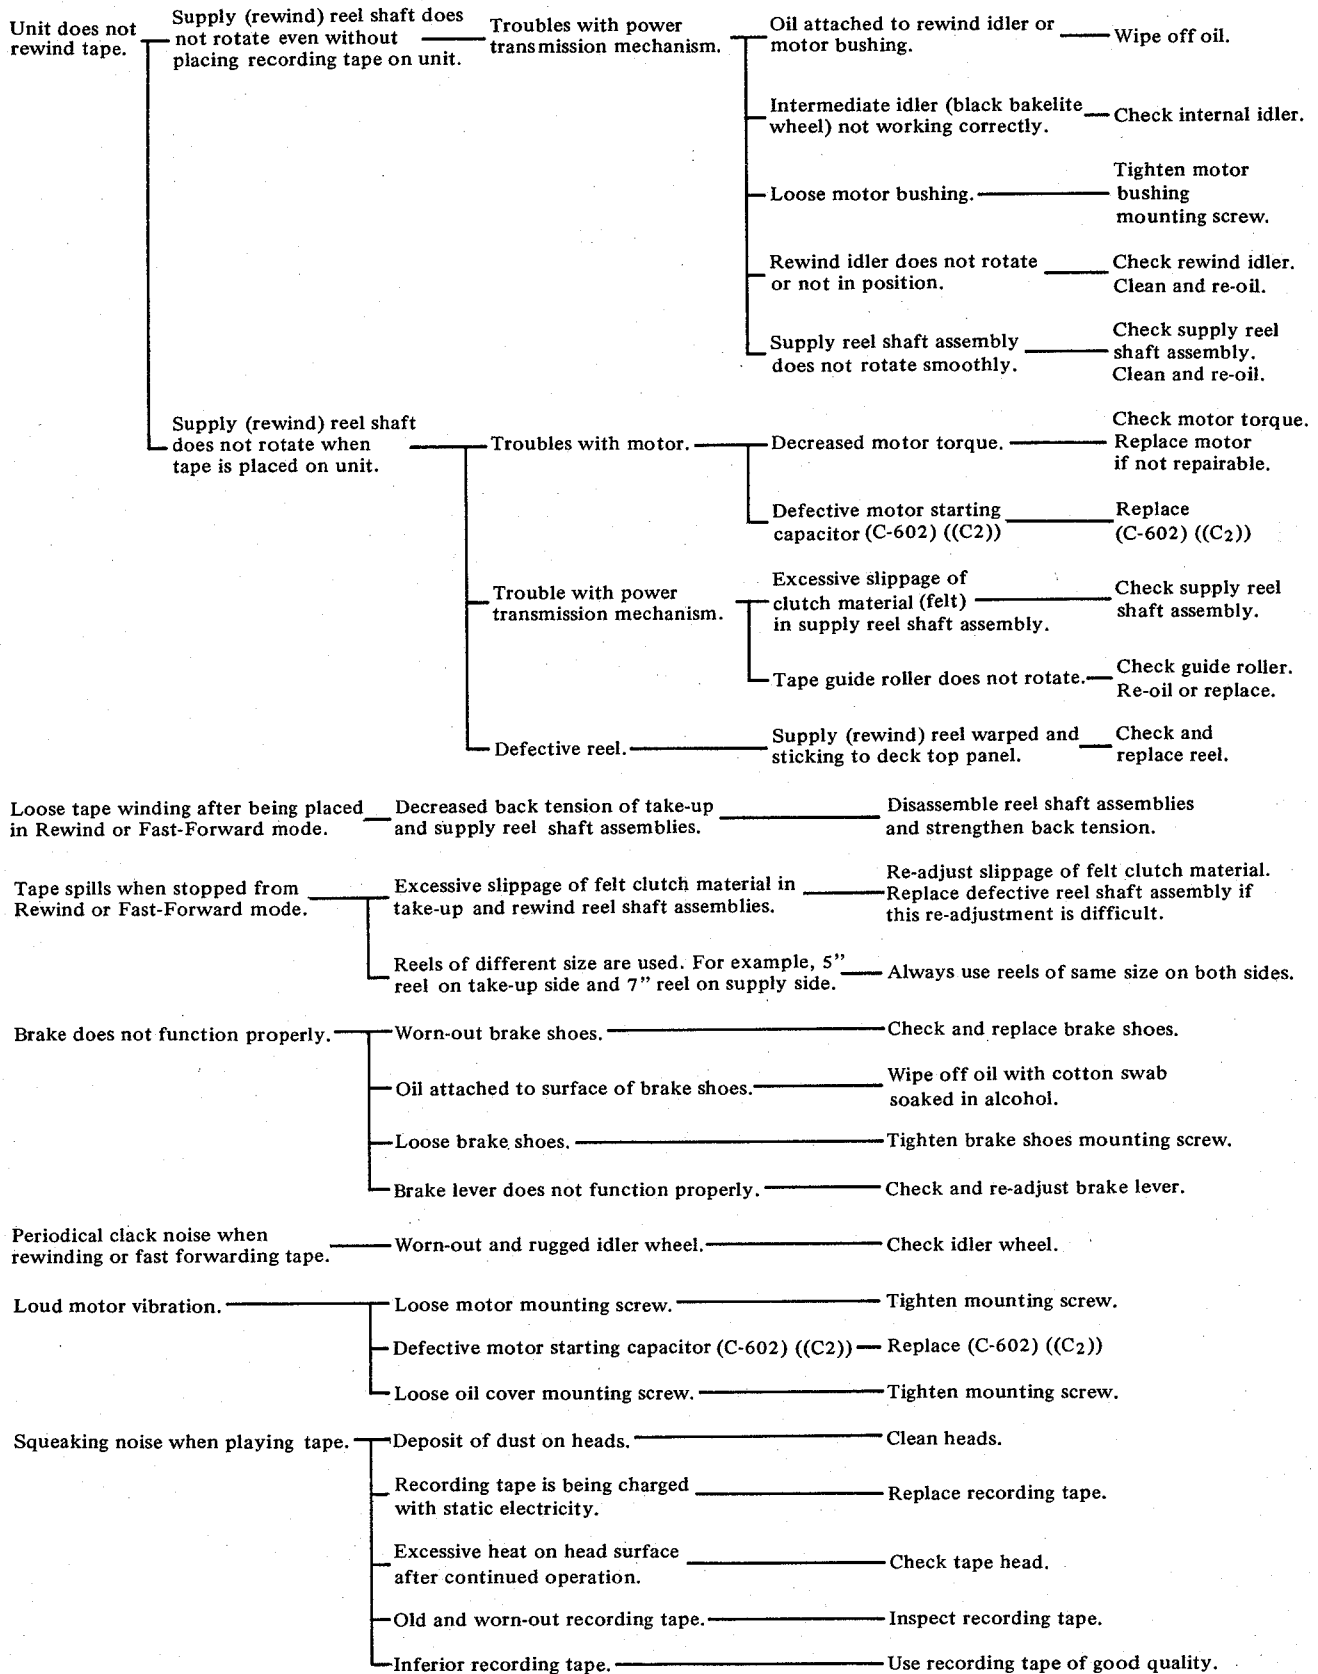 Unit does not
rewind tape.
Supply (rewind) reel shaft does
not rotate even without
placing recording tape on unit.
Troubles with power
transmission mechanism.
Oil attached to rewind idler or
motor bushing.
Wipe off oil.
Intermediate idler (black bakelite
wheel) not working correctly.
Check internal idler.
Loose motor bushing.
Tighten motor
bushing
mounting screw.
Rewind idler does not rotate
or not in position.
Check rewind idler.
Clean and re-oil.
Supply reel shaft assembly
does not rotate smoothly.
Check supply reel
shaft assembly.
Clean and re-oil.
Supply (rewind) reel shaft
does not rotate when
tape is placed on unit.
Troubles with motor.
Decreased motor torque.
Check motor torque.
Replace motor
if not repairable.
Defective motor starting
capacitor (C-602) ((C2))
Replace
(C-602) ((C2))
Trouble with power
transmission mechanism.
Excessive slippage of
clutch material (felt)
in supply reel shaft assembly.
Check supply reel
shaft assembly.
Tape guide roller does not rotate.
Check guide roller.
Re-oil or replace.
Defective reel.
Supply (rewind) reel warped and
sticking to deck top panel.
Check and
replace reel.
Loose tape winding after being placed
in Rewind or Fast-Forward mode.
Decreased back tension of take-up
and supply reel shaft assemblies.
Disassemble reel shaft assemblies
and strengthen back tension.
Tape spills when stopped from
Rewind or Fast-Forward mode.
Excessive slippage of felt clutch material in
take-up and rewind reel shaft assemblies.
Re-adjust slippage of felt clutch material.
Replace defective reel shaft assembly if
this re-adjustment is difficult.
Reels of different size are used. For example, 5"
reel on take-up side and 7" reel on supply side.
Always use reels of same size on both sides.
Brake does not function properly.
Worn-out brake shoes.
Check and replace brake shoes.
Oil attached to surface of brake shoes.
Wipe off oil with cotton swab
soaked in alcohol.
Loose brake shoes.
Tighten brake shoes mounting screw.
Brake lever does not function properly.
Check and re-adjust brake lever.
Periodical clack noise when
rewinding or fast forwarding tape.
Worn-out and rugged idler wheel.
Check idler wheel.
Loud motor vibration.
Loose motor mounting screw.
Tighten mounting screw.
Defective motor starting capacitor (C-602) ((C2))
Replace (C-602) ((C2))
Loose oil cover mounting screw.
Tighten mounting screw.
Squeaking noise when playing tape.
Deposit of dust on heads.
Clean heads.
Recording tape is being charged
with static electricity.
Replace recording tape.
Excessive heat on head surface
after continued operation.
Check tape head.
Old and worn-out recording tape.
Inspect recording tape.
Inferior recording tape.
Use recording tape of good quality.